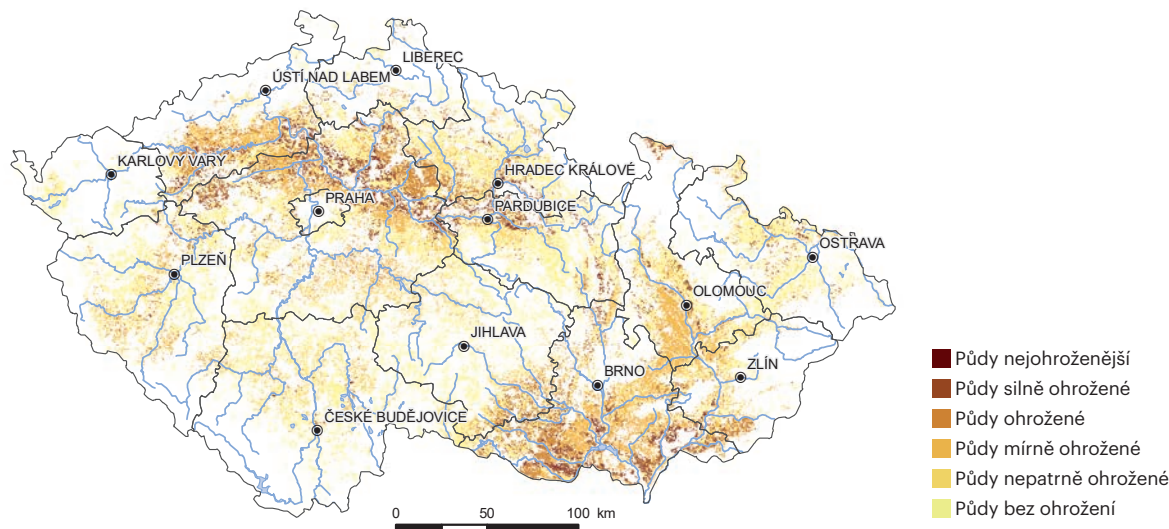 LIBEREC
ÚSTÍ NAD LABEM
KARLOVY VARY
HRADEC KRÁLOVÉ
PRAHA
PARDUBICE
PLZEŇ
OSTRAVA
OLOMOUC
JIHLAVA
ZLÍN
BRNO
ČESKÉ BUDĚJOVICE
0 50 100 km
Půdy nejohroženější
Půdy silně ohrožené
Půdy ohrožené
Půdy mírně ohrožené
Půdy nepatrně ohrožené
Půdy bez ohrožení